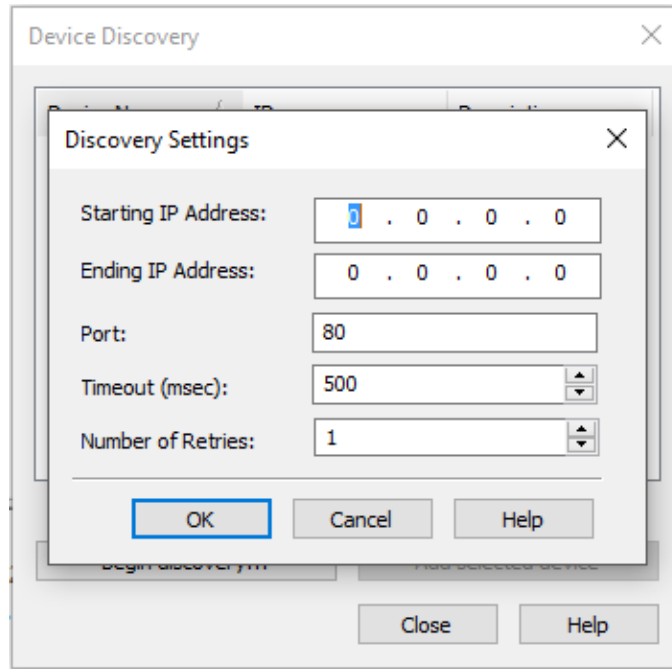 Device Discovery
Discovery Settings
Starting IP Address: 0 . 0 . 0 . 0
Ending IP Address: 0 . 0 . 0 . 0
Port: 80
Timeout (msec): 500
Number of Retries: 1
OK Cancel Help
Close Help